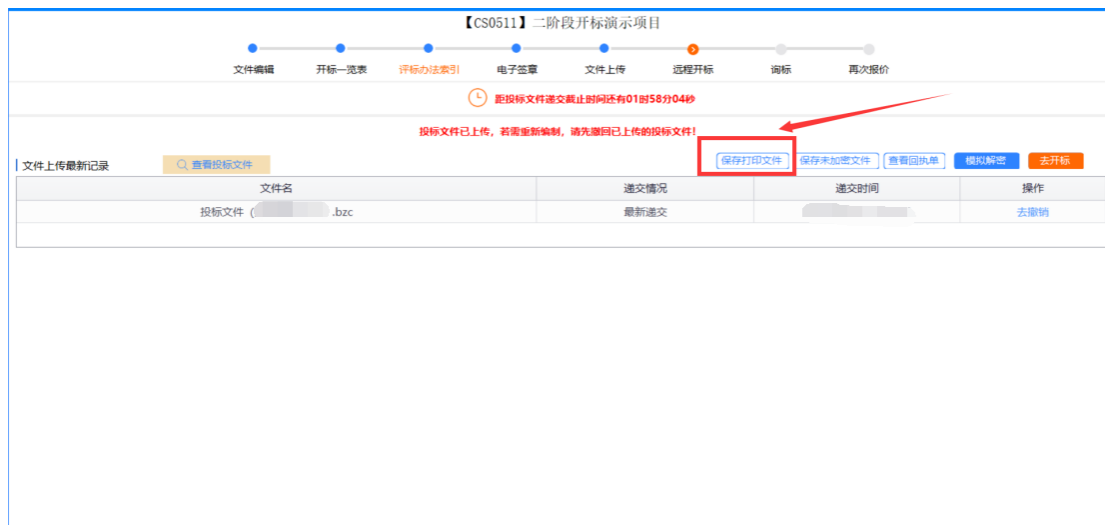 【CS0511】二阶段开标演示项目
文件编辑 开标一览表 评标办法索引 电子签章 文件上传 远程开标 询标 再次报价
距投标文件递交截止时间还有01时58分04秒
投标文件已上传，若需重新编制，请先撤回已上传的投标文件！
文件上传最新记录 查看投标文件 保存打印文件 保存未加密文件 查看回执单 模拟解密 去开标
文件名 递交情况 递交时间 操作
投标文件（ .bzc 最新递交 去撤销